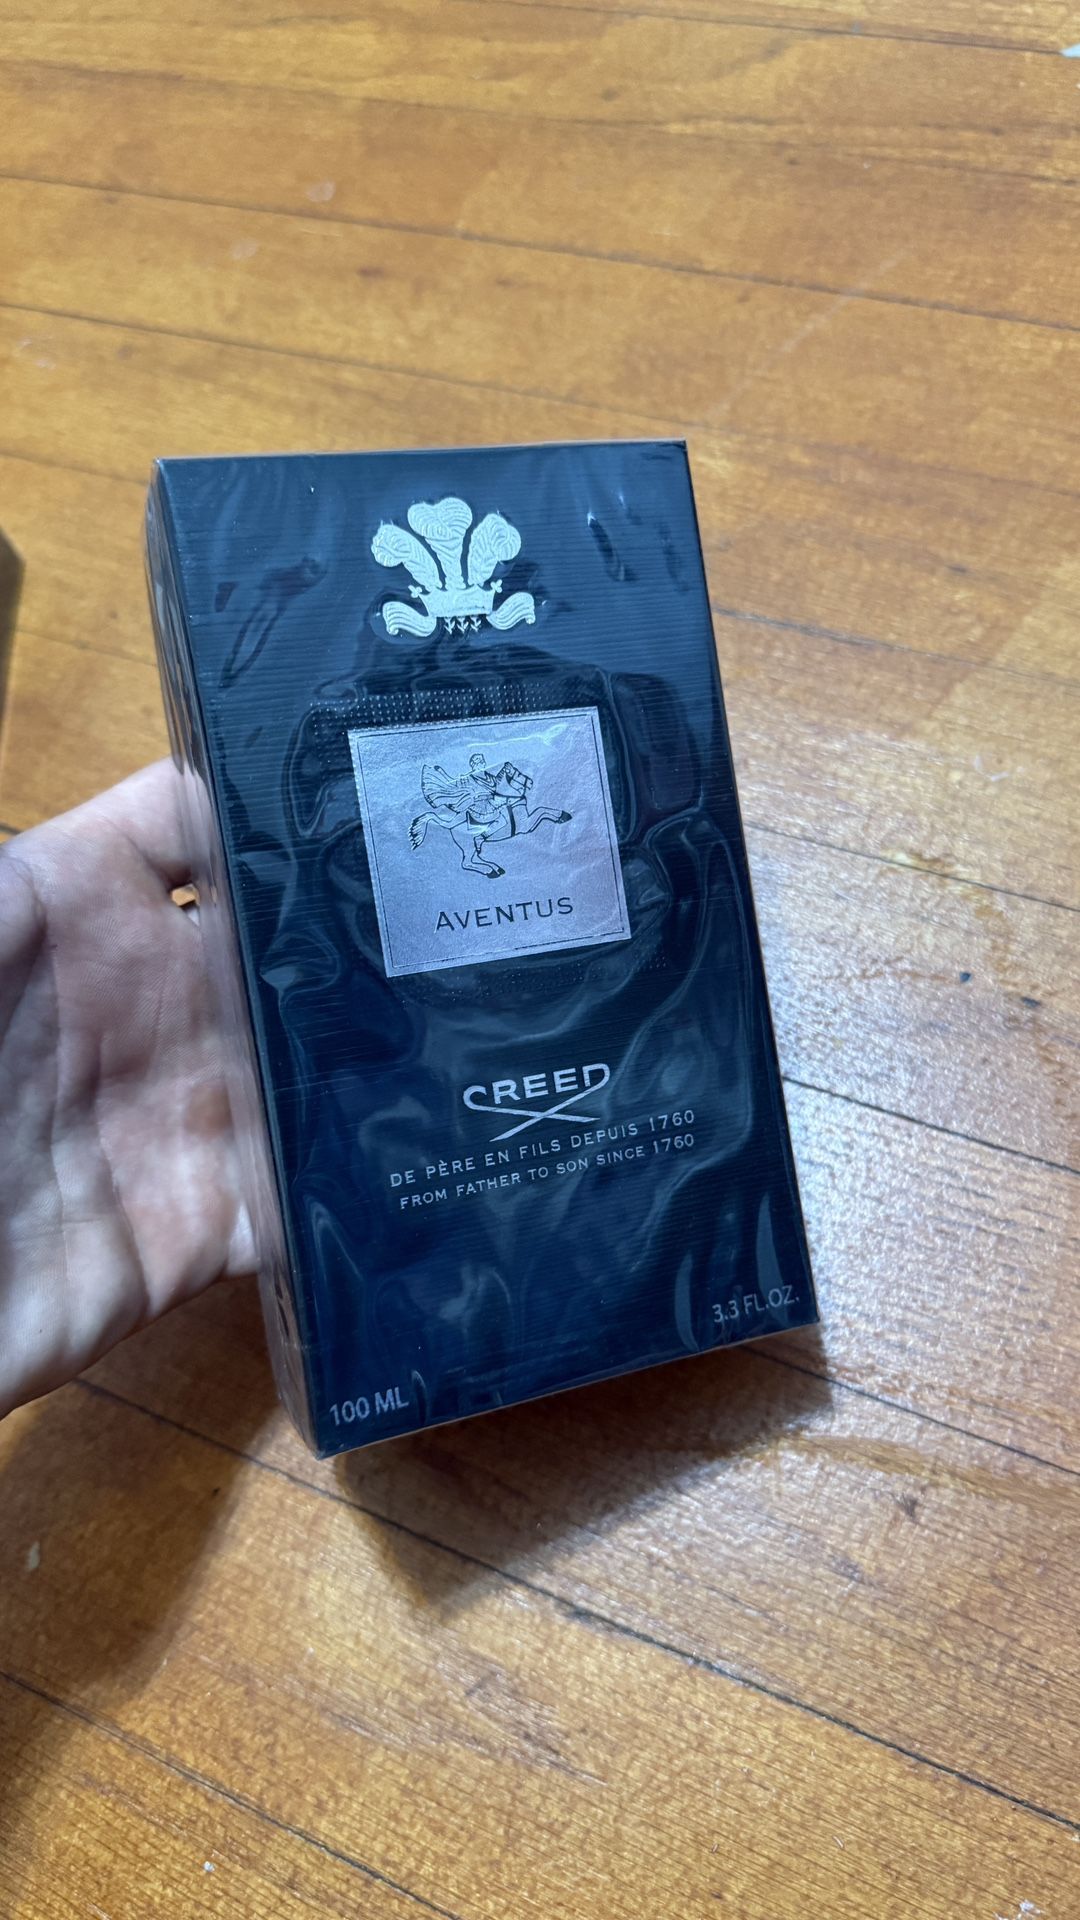 AVENTUS
CREED
DE PÈRE EN FILS DEPUIS 1760
FROM FATHER TO SON SINCE 1760
3.3 FL.OZ.
100 ML